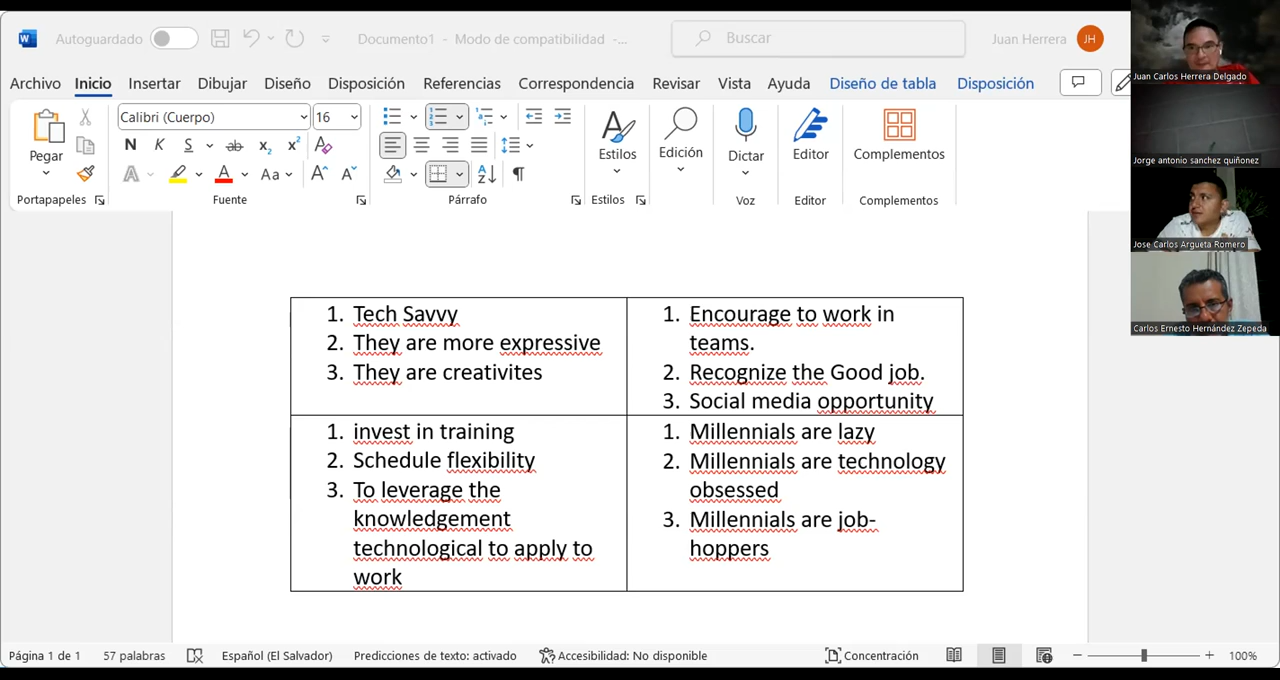 Autoguardado
Documento1 - Modo de compatibilidad -...
Buscar
Juan Herrera
JH
Archivo Inicio Insertar Dibujar Diseño Disposición Referencias Correspondencia Revisar Vista Ayuda Diseño de tabla Disposición
Pegar
Portapapeles
Calibri (Cuerpo) 16
N K S ab x2 x2 A
A A Aa A A
Fuente
Párrafo
Estilos
Estilos
Edición
Dictar
Voz
Editor
Editor
Complementos
Complementos
1. Tech Savvy
2. They are more expressive
3. They are creativites
1. Encourage to work in
teams.
2. Recognize the Good job.
3. Social media opportunity
1. invest in training
2. Schedule flexibility
3. To leverage the
knowledgement
technological to apply to
work
1. Millennials are lazy
2. Millennials are technology
obsessed
3. Millennials are job-
hoppers
Página 1 de 1 57 palabras Español (El Salvador) Predicciones de texto: activado Accesibilidad: No disponible Concentración 100%
Juan Carlos Herrera Delgado
Jorge antonio sanchez quiñonez
Jose Carlos Argueta Romero
Carlos Ernesto Hernández Zepeda